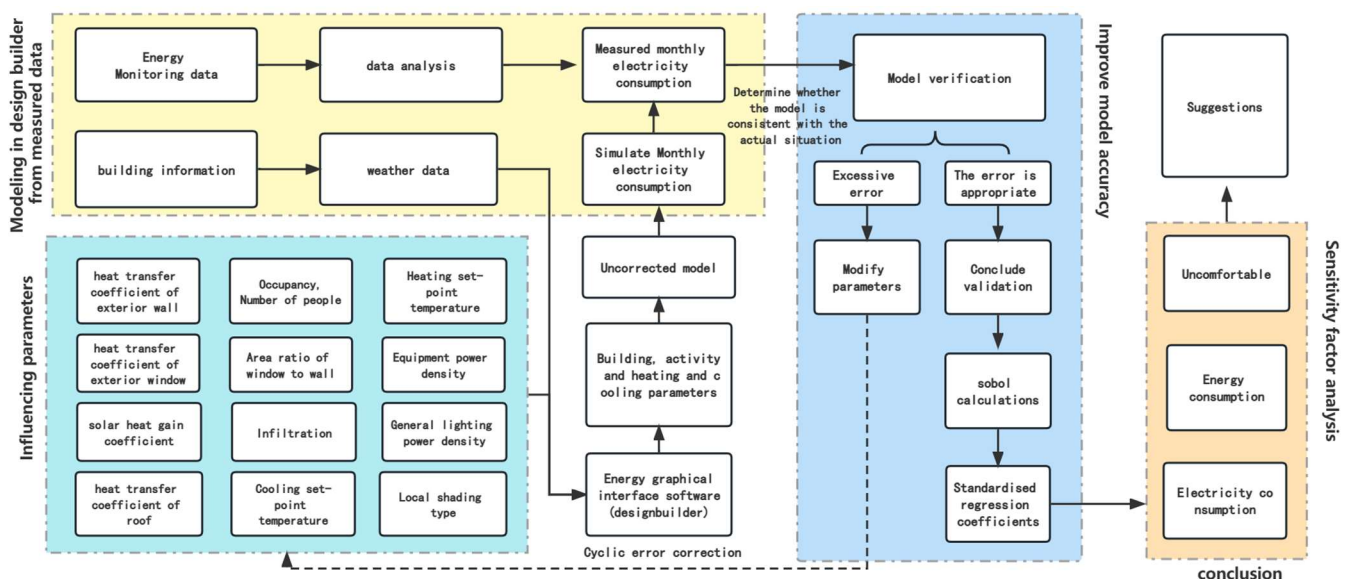 Modeling in design builder
from measured data
Energy
Monitoring data
data analysis
Measured monthly
electricity
consumption
building information
weather data
Simulate Monthly
electricity
consumption
Determine whether
the model is
consistent with the
actual situation
Influencing parameters
heat transfer
coefficient of
exterior wall
Occupancy,
Number of people
Heating set-
point
temperature
heat transfer
coefficient of
exterior window
Area ratio of
window to wall
Equipment power
density
solar heat gain
coefficient
Infiltration
General lighting
power density
heat transfer
coefficient of
roof
Cooling set-
point
temperature
Local shading
type
Uncorrected model
Building, activity
and heating and c
ooling parameters
Energy graphical
interface software
(designbuilder)
Cyclic error correction
Improve model accuracy
Model verification
Excessive
error
The error is
appropriate
Modify
parameters
Conclude
validation
sobol
calculations
Standardised
regression
coefficients
Suggestions
Sensitivity factor analysis
Uncomfortable
Energy
consumption
Electricity co
nsumption
conclusion